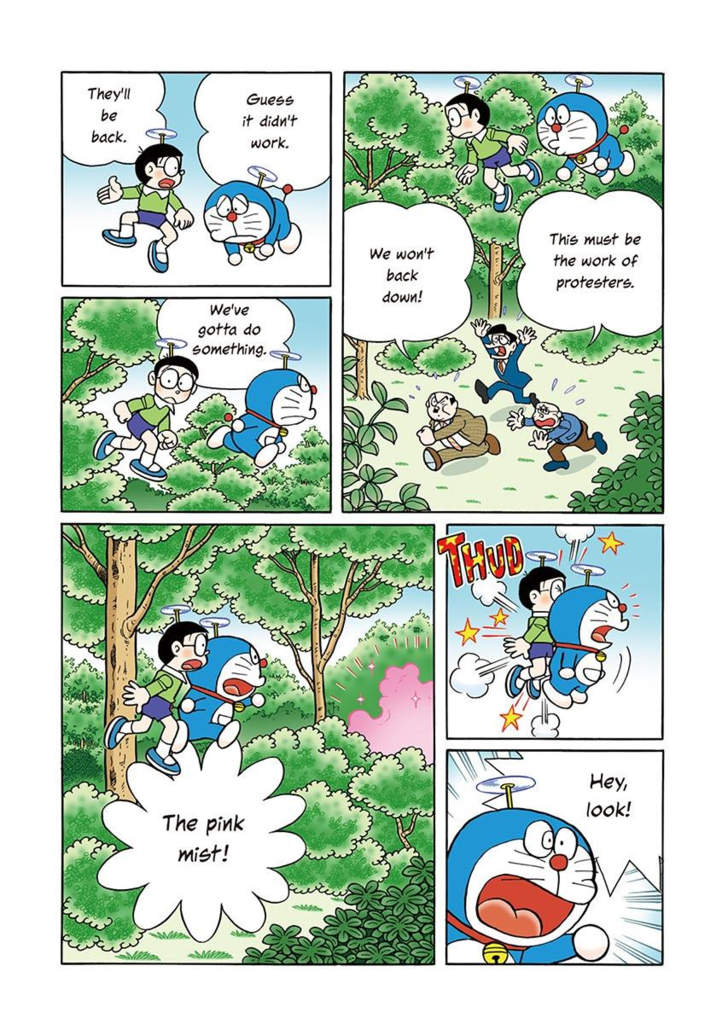 This must be
the work of
protesters.
We won't
back
down!
Guess
it didn't
work.
They'll
be
back.
We've
gotta do
something.
THUD
Hey,
look!
The pink
mist!